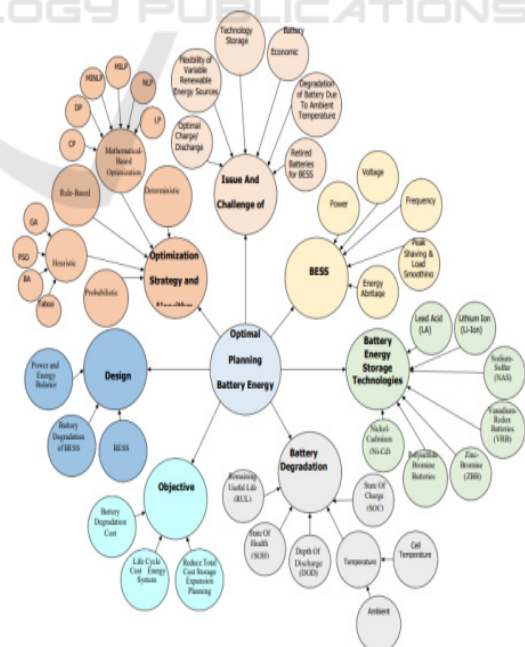 LOGY PUBLICATIONS
Technology
Storage
Battery
Economic
Flexibility of
Variable
Renewable
Energy Sources
Degradation
of Battery Due
To Ambient
Temperature
Optimal
Charge/
Discharge
Retired
Batteries
for BESS
Issue And
Challenge of
MILP
NLP
MINLP
LP
DP
CP
Mathematical-
Based
Optimization
Rule-Based
Deterministic
GA
PSO
BA
Heuristic
Probabilistic
Optimization
Strategy and
Algorithm
Voltage
Power
Frequency
Peak
Shaving &
Load
Smoothing
Energy
BESS
Lead Acid
(LA)
Lithium Ion
(Li-Ion)
Battery
Energy
Storage
Technologies
Sodium-
Sulfur
(NAS)
Vanadium
Redox
Batteries
(VRB)
Zinc-
Bromine
(ZBB)
Polysulfide
Bromine
Batteries
Nickel-
Cadmium
(Ni Cd)
Optimal
Planning
Battery Energy
Design
Power and
Energy
Balance
Battery
Degradation
of BESS
BESS
Objective
Battery
Degradation
Cost
Life Cycle
Cost Energy
System
Reduce Total
Cost Storage
Expansion
Planning
Battery
Degradation
Remaining
Useful Life
(RUL)
State Of
Charge
(SOC)
State Of
Health
(SOH)
Depth Of
Discharge
(DOD)
Temperature
Cell
Temperature
Ambient